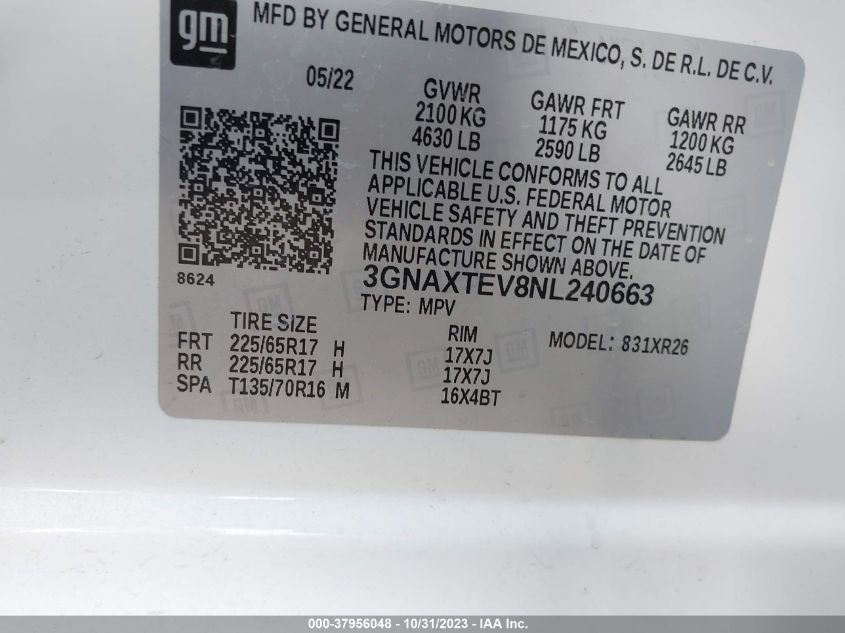 gm
MFD BY GENERAL MOTORS DE MEXICO, S. DE R.L. DE C.V.
05/22
GVWR GAWR FRT GAWR RR
2100 KG 1175 KG 1200 KG
4630 LB 2590 LB 2645 LB
THIS VEHICLE CONFORMS TO ALL
APPLICABLE U.S. FEDERAL MOTOR
VEHICLE SAFETY AND THEFT PREVENTION
STANDARDS IN EFFECT ON THE DATE OF
MANUFACTURE SHOWN ABOVE.
8624
3GNAXTEV8NL240663
TYPE: MPV
TIRE SIZE RIM MODEL: 831XR26
FRT 225/65R17 H 17X7J
RR 225/65R17 H 17X7J
SPA T135/70R16 M 16X4BT
000-37956048 - 10/31/2023 - IAA Inc.